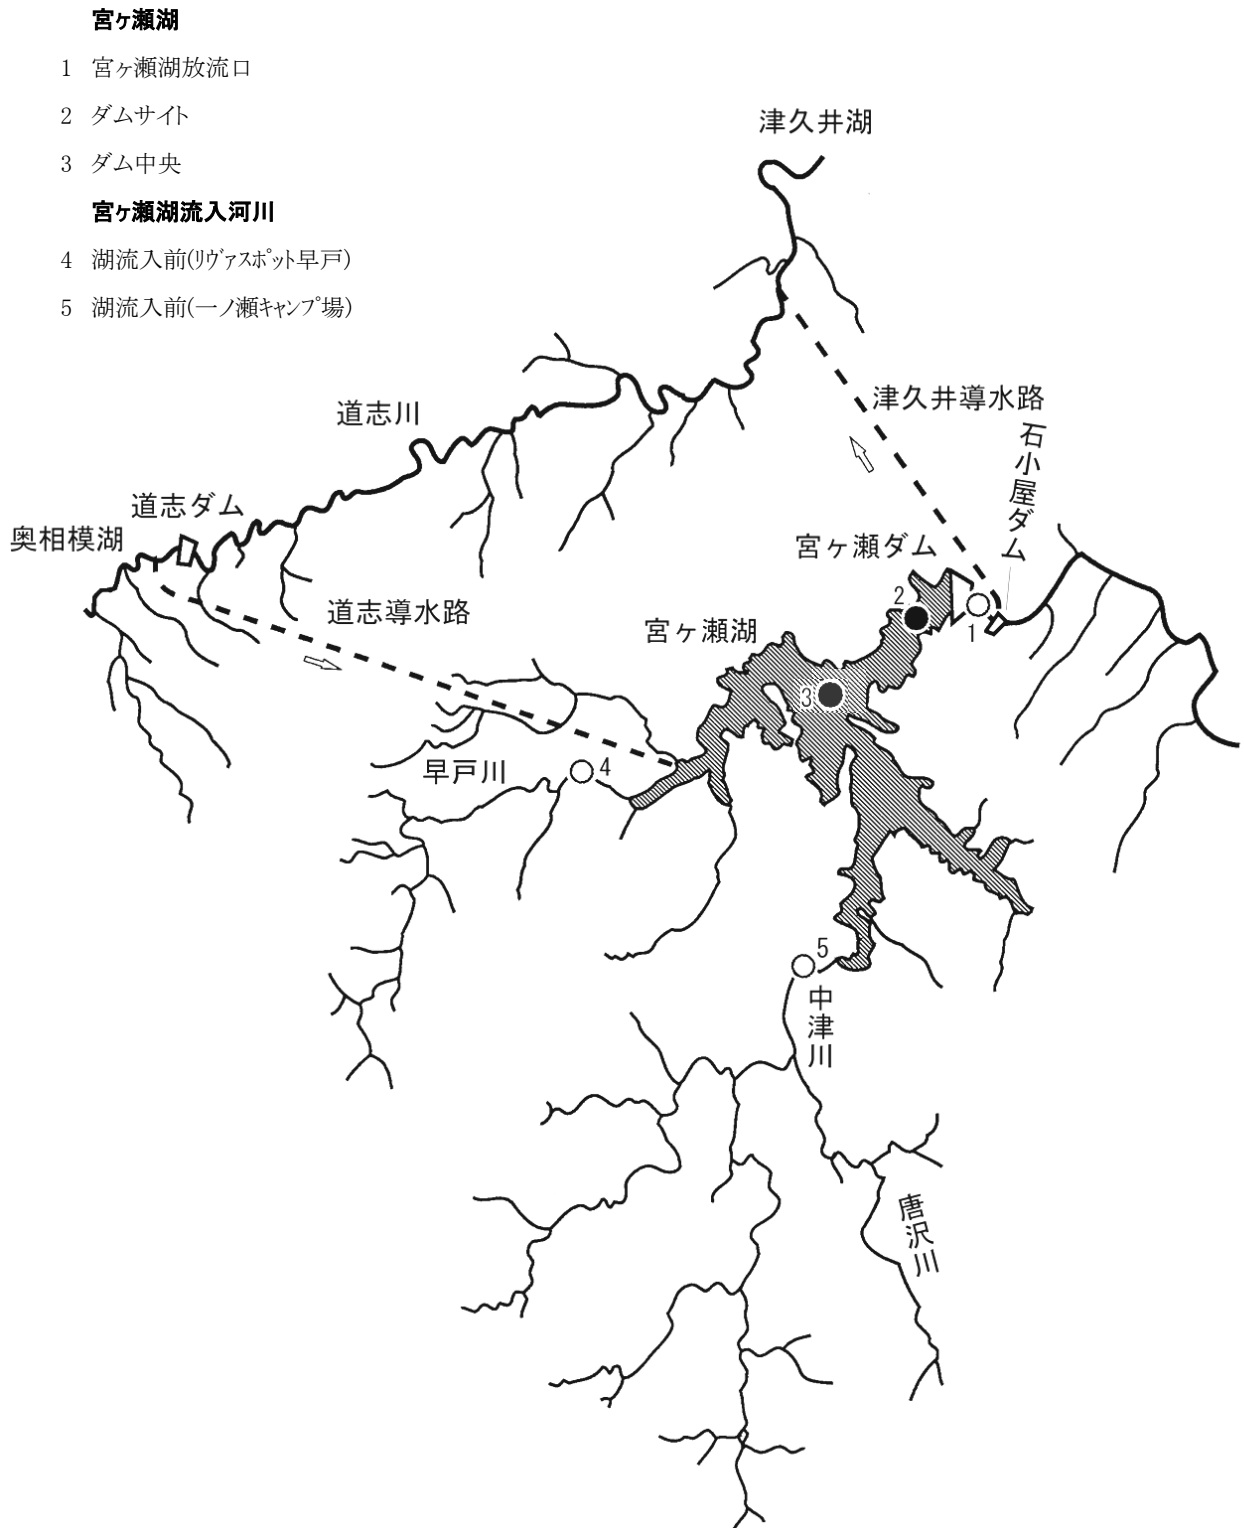 宮ヶ瀬湖
1 宮ヶ瀬湖放流口
2 ダムサイト
3 ダム中央
宮ヶ瀬湖流入河川
4 湖流入前(ﾘｳﾞｧｽﾎﾟｯﾄ早戸)
5 湖流入前(一ノ瀬ｷｬﾝﾌﾟ場)
津久井湖
津久井導水路
道志川
石小屋ダム
道志ダム
奥相模湖
宮ヶ瀬ダム
2
1
道志導水路
宮ヶ瀬湖
3
早戸川
4
5
中津川
唐沢川